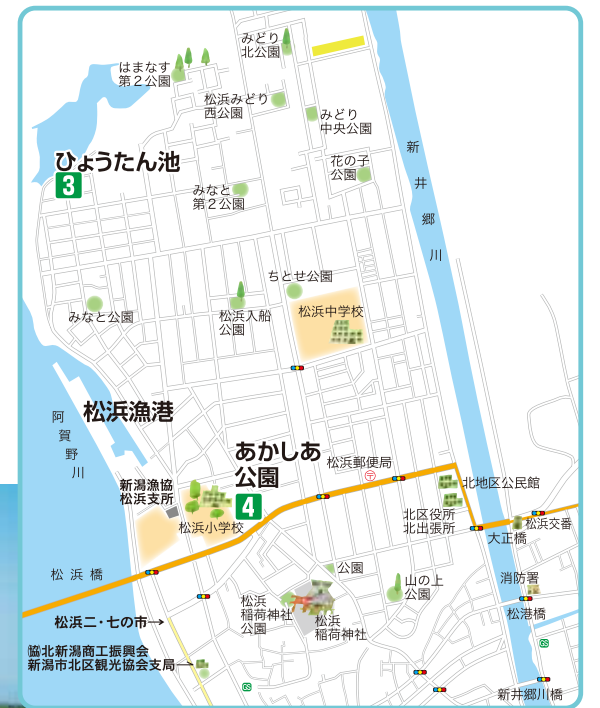 みどり
北公園
はまなす
第2公園
松浜みどり
西公園
みどり
中央公園
花の子
公園
新井郷川
ひょうたん池
3
みなと
第2公園
ちとせ公園
みなと公園
松浜入船
公園
松浜中学校
松浜漁港
阿賀野川
あかしあ
公園
4
松浜郵便局
〒
新潟漁協
松浜支所
松浜小学校
北地区公民館
北区役所
北出張所
松浜交番
大正橋
松浜橋
公園
山の上
公園
消防署
松浜
稲荷神社
公園
松浜
稲荷神社
松港橋
松浜二・七の市→
㈿北新潟商工振興会
新潟市北区観光協会支局
GS
GS
新井郷川橋